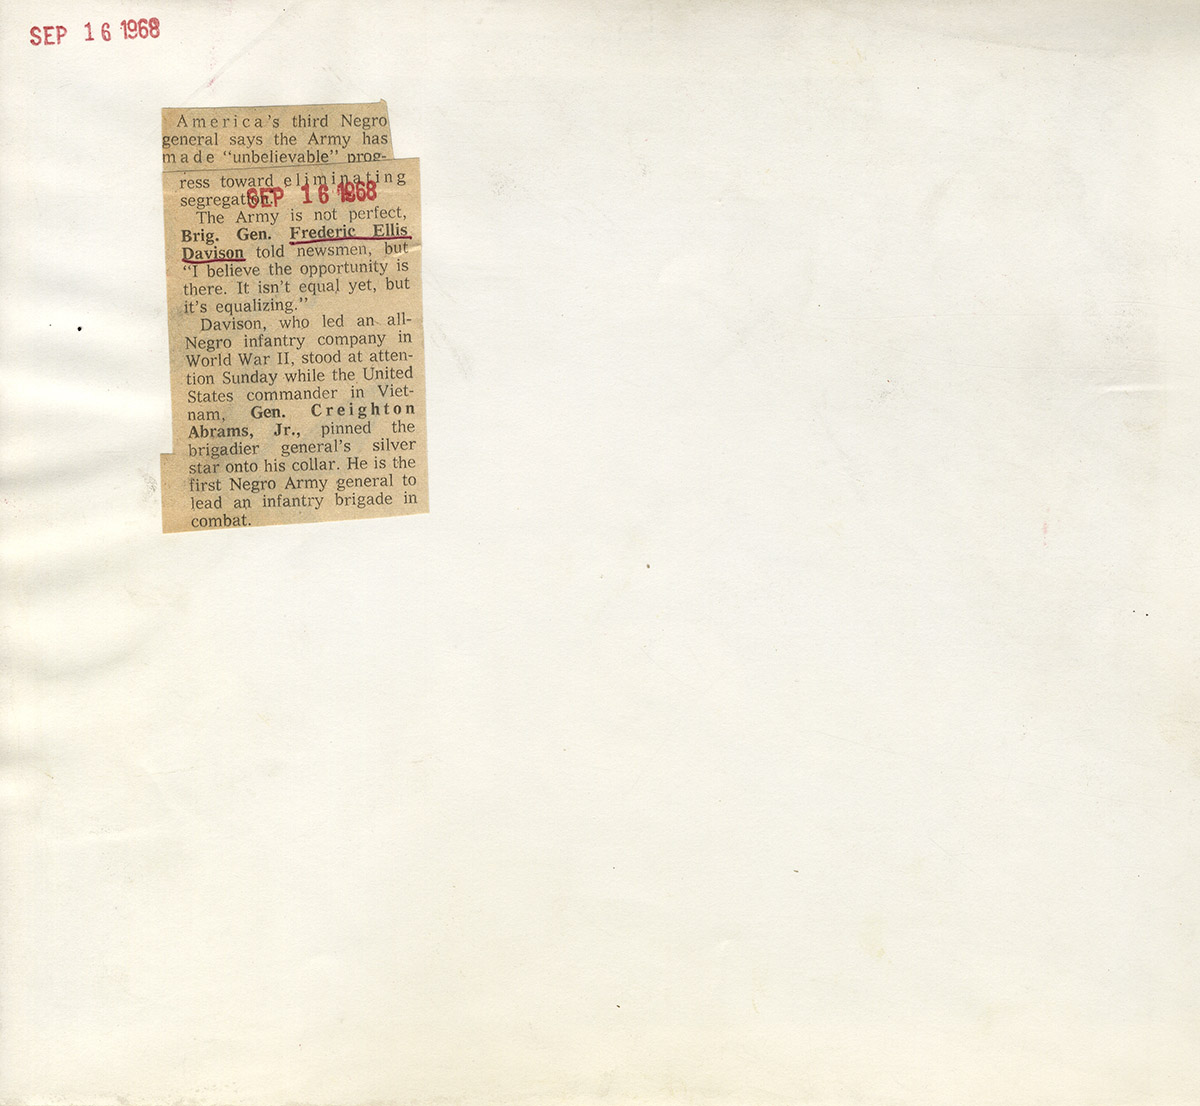 SEP 16 1968
America's third Negro
general says the Army has
made "unbelievable" prog-
ress toward eliminating
segregation.
SEP 16 1968
The Army is not perfect,
Brig. Gen. Frederic Ellis
Davison told newsmen, but
"I believe the opportunity is
there. It isn't equal yet, but
it's equalizing."
Davison, who led an all-
Negro infantry company in
World War II, stood at atten-
tion Sunday while the United
States commander in Viet-
nam, Gen. Creighton
Abrams, Jr., pinned the
brigadier general's silver
star onto his collar. He is the
first Negro Army general to
lead an infantry brigade in
combat.